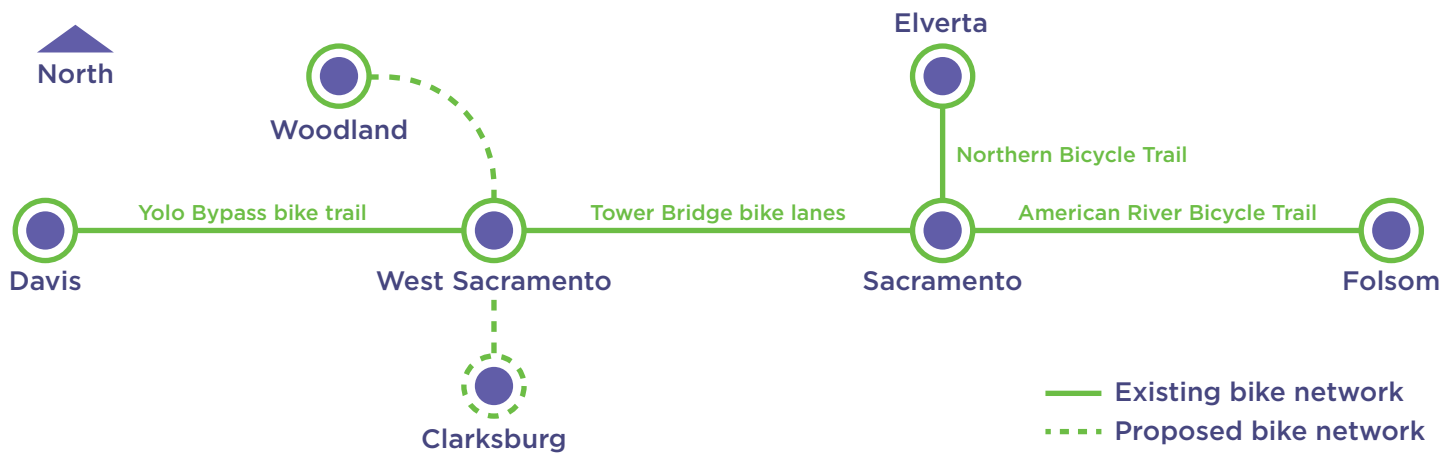 Elverta
North
Woodland
Northern Bicycle Trail
Yolo Bypass bike trail
Tower Bridge bike lanes
American River Bicycle Trail
Davis
West Sacramento
Sacramento
Folsom
Existing bike network
Proposed bike network
Clarksburg